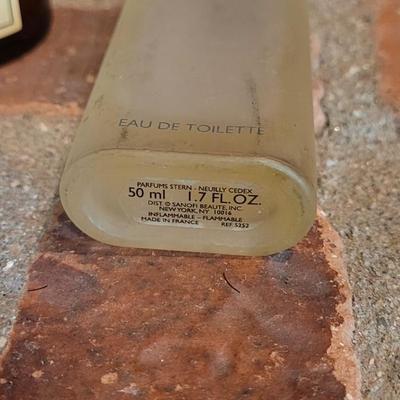 EAU DE TOILETTE
PARFUMS STERN - NEUILLY CEDEX
50 ml 1.7 FL. OZ.
DIST. @ SANOFI BEAUTE, INC.
NEW YORK, NY 10016
INFLAMMABLE - FLAMMABLE
MADE IN FRANCE REF. 5252